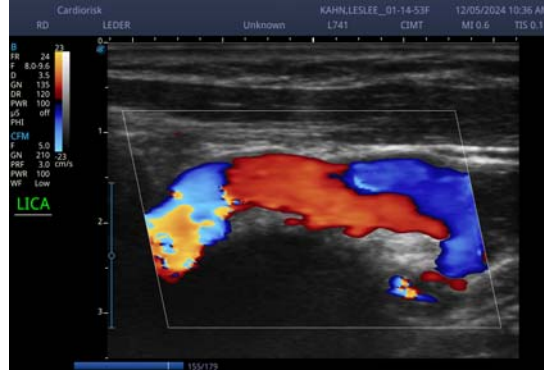 Cardiorisk KAHN,LESLEE_01-14-53F 12/05/2024 10:36 AM
RD LEDER Unknown L741 CIMT MI 0.6 TIS 0.1
B
FR 24
F 8.0-9.6
D 3.5
GN 135
DR 120
PWR 100
µS off
PHI
CFM
F 5.0
GN 210
PRF 3.0
PWR 100
WF Low
23
-23
cm/s
LICA
0
1
2
3
155/179